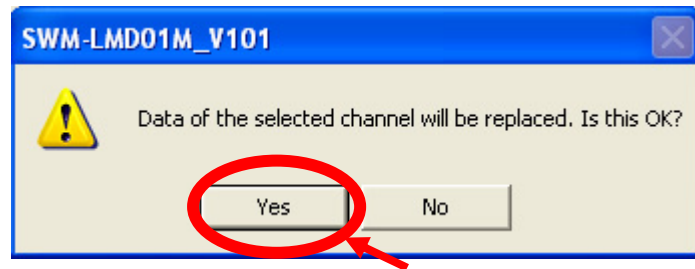 SWM-LMD01M_V101
Data of the selected channel will be replaced. Is this OK?
Yes
No